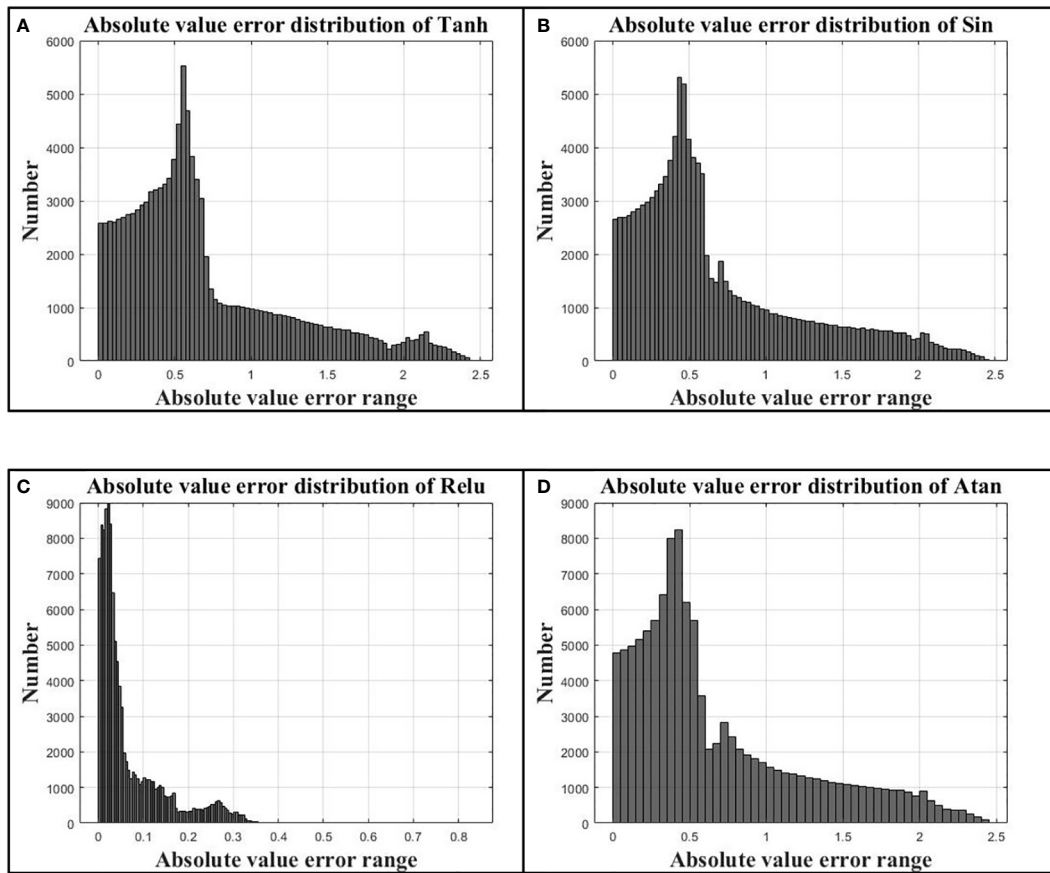 A
Absolute value error distribution of Tanh
6000
5000
4000
3000
2000
1000
0
Number
0 0.5 1 1.5 2 2.5
Absolute value error range
B
Absolute value error distribution of Sin
6000
5000
4000
3000
2000
1000
0
Number
0 0.5 1 1.5 2 2.5
Absolute value error range
C
Absolute value error distribution of Relu
9000
8000
7000
6000
5000
4000
3000
2000
1000
0
Number
0 0.1 0.2 0.3 0.4 0.5 0.6 0.7 0.8
Absolute value error range
D
Absolute value error distribution of Atan
9000
8000
7000
6000
5000
4000
3000
2000
1000
0
Number
0 0.5 1 1.5 2 2.5
Absolute value error range